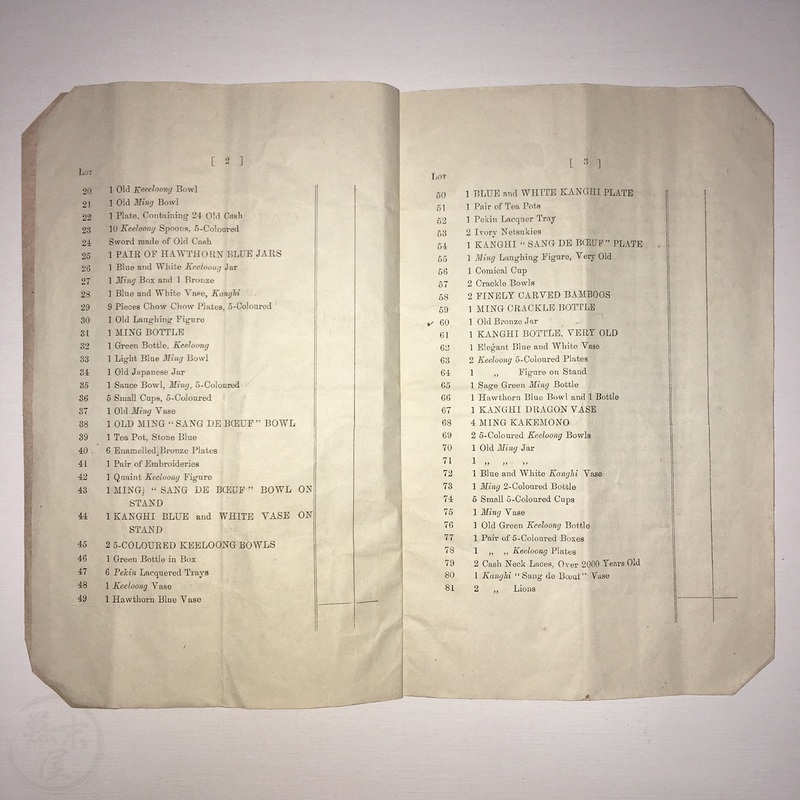 [ 2 ]
Lot
20 1 Old Keeeloong Bowl
21 1 Old Ming Bowl
22 1 Plate, Containing 24 Old Cash
23 10 Keeloong Spoons, 5-Coloured
24 Sword made of Old Cash
25 1 PAIR OF HAWTHORN BLUE JARS
26 1 Blue and White Keeloong Jar
27 1 Ming Box and 1 Bronze
28 1 Blue and White Vase, Kanghi
29 9 Pieces Chow Chow Plates, 5-Coloured
30 1 Old Laughing Figure
31 1 MING BOTTLE
32 1 Green Bottle, Keeloong
33 1 Light Blue Ming Bowl
34 1 Old Japanese Jar
35 1 Sauce Bowl, Ming, 5-Coloured
36 5 Small Cups, 5-Coloured
37 1 Old Ming Vase
38 1 OLD MING "SANG DE BŒUF" BOWL
39 1 Tea Pot, Stone Blue
40 6 Enamelled Bronze Plates
41 1 Pair of Embroideries
42 1 Quaint Keeloong Figure
43 1 MING "SANG DE BŒUF" BOWL ON
STAND
44 1 KANGHI BLUE and WHITE VASE ON
STAND
45 2 5-COLOURED KEELOONG BOWLS
46 1 Green Bottle in Box
47 6 Pekin Lacquered Trays
48 1 Keeloong Vase
49 1 Hawthorn Blue Vase
[ 3 ]
Lot
50 1 BLUE and WHITE KANGHI PLATE
51 1 Pair of Tea Pots
52 1 Pekin Lacquer Tray
53 2 Ivory Netsukies
54 1 KANGHI "SANG DE BŒUF" PLATE
55 1 Ming Laughing Figure, Very Old
56 1 Comical Cup
57 2 Crackle Bowls
58 2 FINELY CARVED BAMBOOS
59 1 MING CRACKLE BOTTLE
✓ 60 1 Old Bronze Jar
61 1 KANGHI BOTTLE, VERY OLD
62 1 Elegant Blue and White Vase
63 2 Keeloong 5-Coloured Plates
64 1 „ Figure on Stand
65 1 Sage Green Ming Bottle
66 1 Hawthorn Blue Bowl and 1 Bottle
67 1 KANGHI DRAGON VASE
68 4 MING KAKEMONO
69 2 5-Coloured Keeloong Bowls
70 1 Old Ming Jar
71 1 „ „ „
72 1 Blue and White Kanghi Vase
73 1 Ming 2-Coloured Bottle
74 5 Small 5-Coloured Cups
75 1 Ming Vase
76 1 Old Green Keeloong Bottle
77 1 Pair of 5-Coloured Boxes
78 1 „ „ Keeloong Plates
79 2 Cash Neck Laces, Over 2000 Years Old
80 1 Kanghi "Sang de Bœuf" Vase
81 2 „ Lions